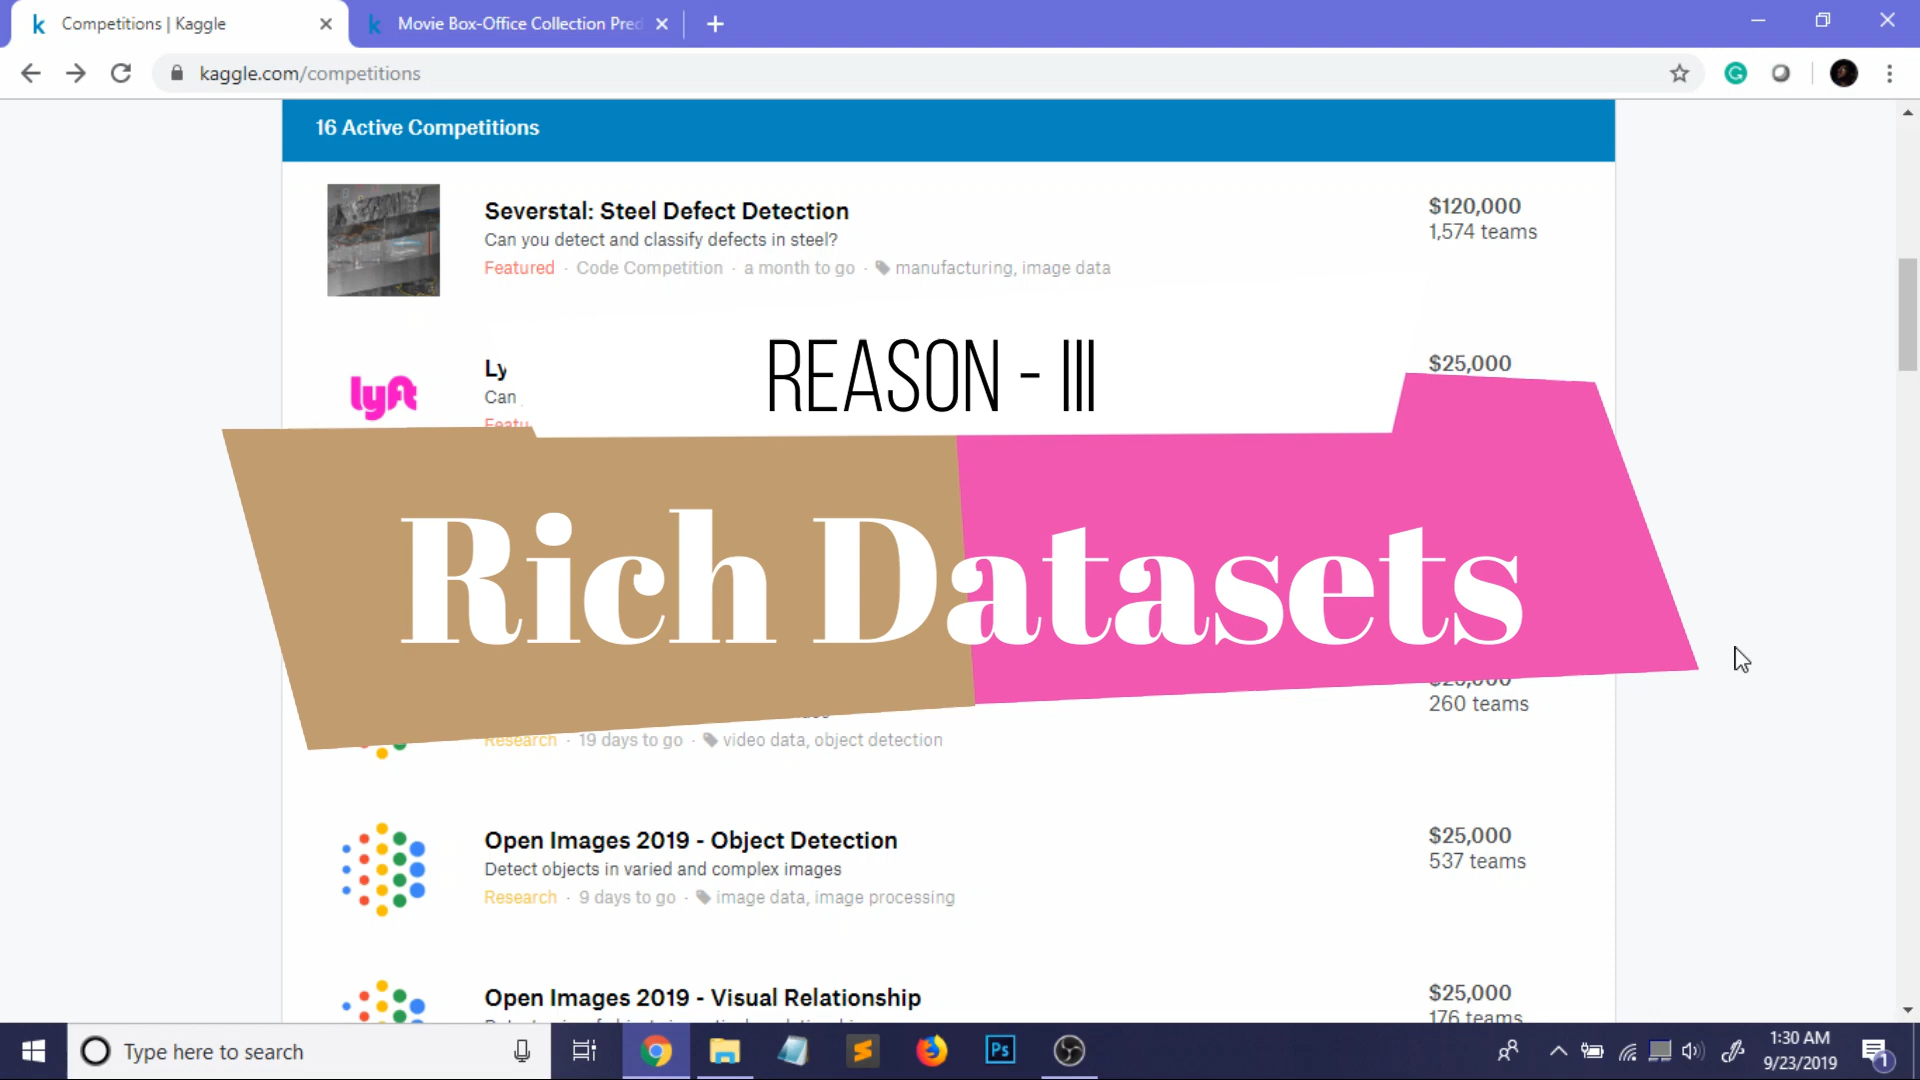 Competitions | Kaggle
Movie Box-Office Collection Pred
kaggle.com/competitions
16 Active Competitions
Severstal: Steel Defect Detection
$120,000
Can you detect and classify defects in steel?
1,574 teams
Featured · Code Competition · a month to go · manufacturing, image data
REASON - III
Ly
$25,000
lyft
Can
Featu
Rich Datasets
260 teams
Research · 19 days to go · video data, object detection
Open Images 2019 - Object Detection
$25,000
Detect objects in varied and complex images
537 teams
Research · 9 days to go · image data, image processing
Open Images 2019 - Visual Relationship
$25,000
176 teams
Type here to search
Ps
1:30 AM
9/23/2019
1